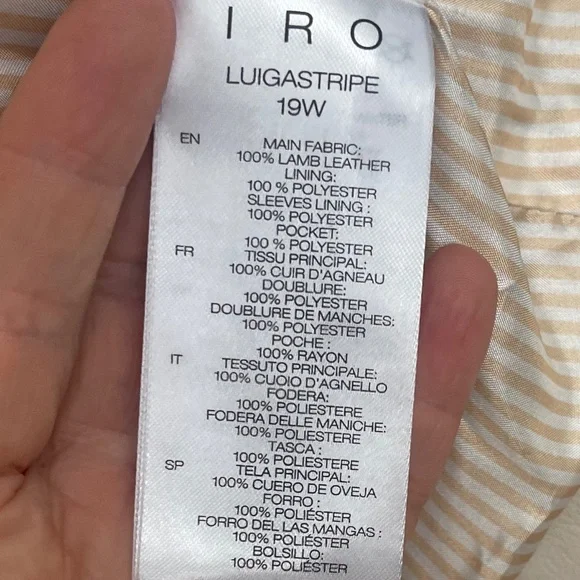 I R O
LUIGASTRIPE
19W
EN
MAIN FABRIC:
100% LAMB LEATHER
LINING:
100 % POLYESTER
SLEEVES LINING :
100% POLYESTER
POCKET:
100 % POLYESTER
FR
TISSU PRINCIPAL:
100% CUIR D'AGNEAU
DOUBLURE:
100% POLYESTER
DOUBLURE DE MANCHES:
100% POLYESTER
POCHE :
100% RAYON
IT
TESSUTO PRINCIPALE:
100% CUOIO D'AGNELLO
FODERA:
100% POLIESTERE
FODERA DELLE MANICHE:
100% POLIESTERE
TASCA :
100% POLIESTERE
SP
TELA PRINCIPAL:
100% CUERO DE OVEJA
FORRO :
100% POLIÉSTER
FORRO DEL LAS MANGAS :
100% POLIÉSTER
BOLSILLO:
100% POLIÉSTER